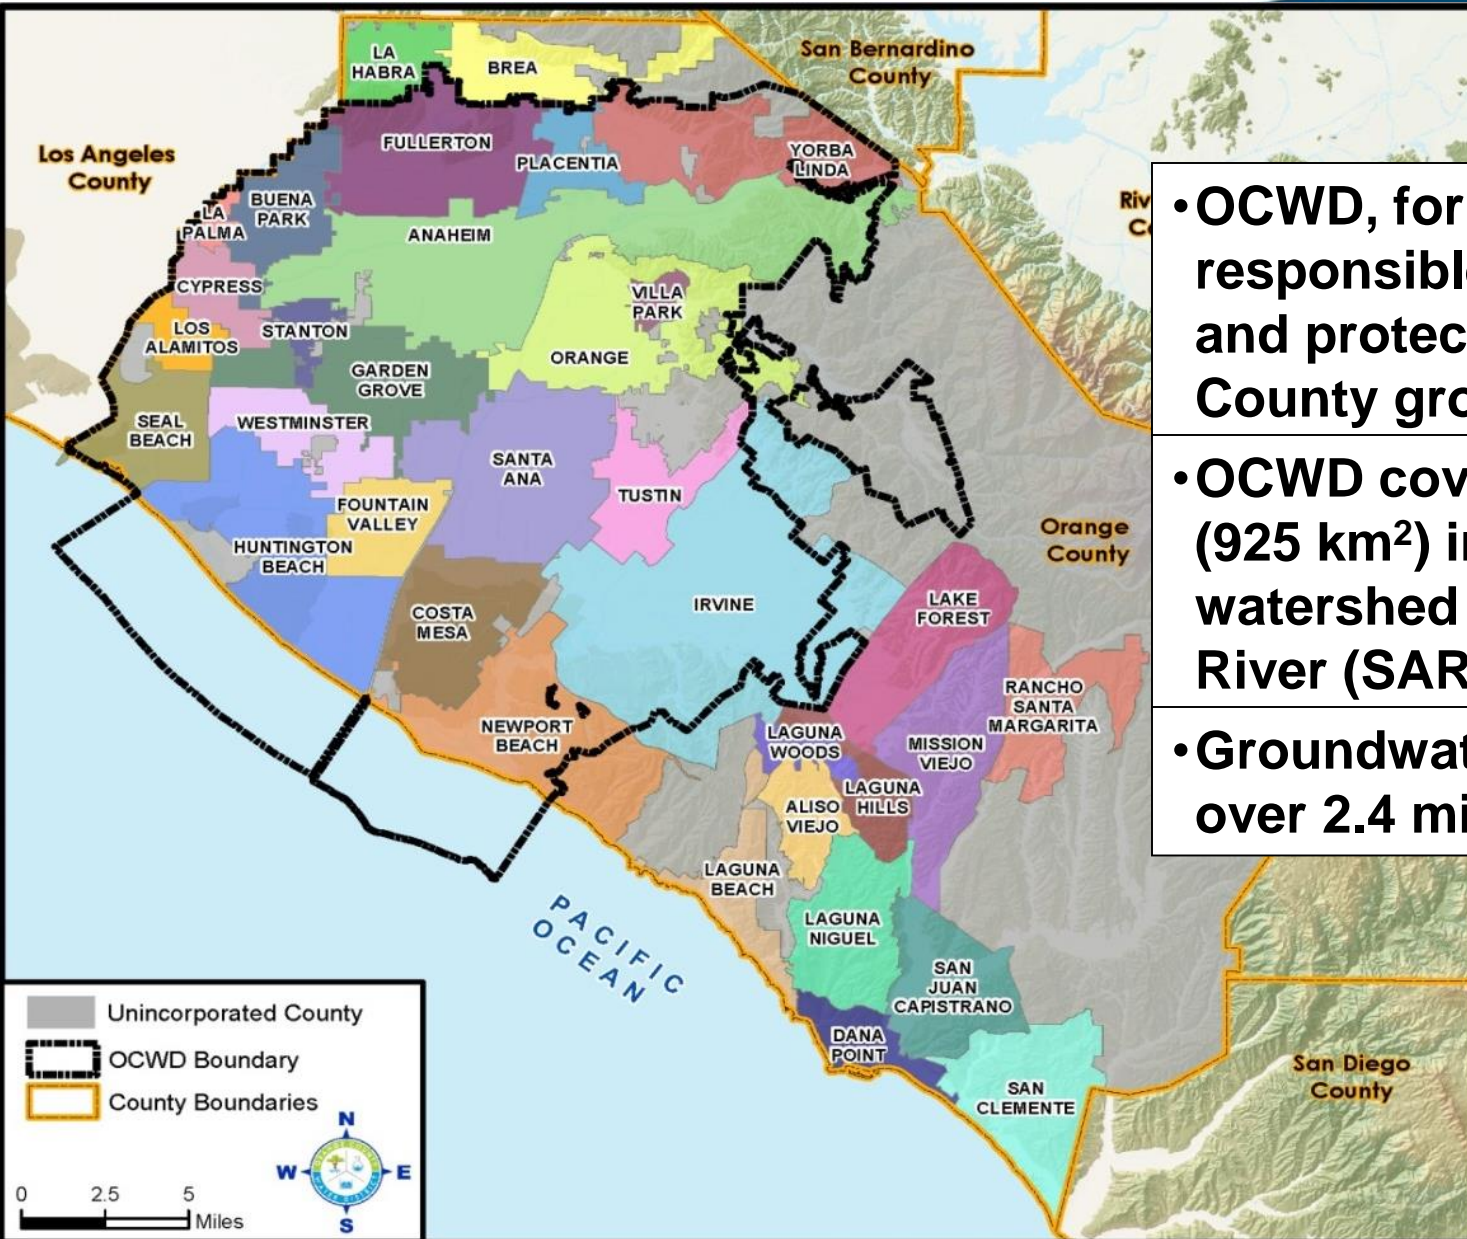 San Bernardino
County
LA
HABRA
BREA
Los Angeles
County
FULLERTON
PLACENTIA
YORBA
LINDA
BUENA
PARK
LA
PALMA
ANAHEIM
CYPRESS
VILLA
PARK
LOS
ALAMITOS
STANTON
ORANGE
GARDEN
GROVE
SEAL
BEACH
WESTMINSTER
SANTA
ANA
TUSTIN
FOUNTAIN
VALLEY
HUNTINGTON
BEACH
Orange
County
COSTA
MESA
IRVINE
LAKE
FOREST
RANCHO
SANTA
MARGARITA
NEWPORT
BEACH
LAGUNA
WOODS
MISSION
VIEJO
LAGUNA
HILLS
ALISO
VIEJO
LAGUNA
BEACH
LAGUNA
NIGUEL
PACIFIC
OCEAN
SAN
JUAN
CAPISTRANO
DANA
POINT
SAN
CLEMENTE
San Diego
County
•OCWD, for
responsible
and protec
County gro
•OCWD cov
(925 km²) in
watershed
River (SAR
•Groundwat
over 2.4 mi
Unincorporated County
OCWD Boundary
County Boundaries
N
W E
S
0 2.5 5
Miles